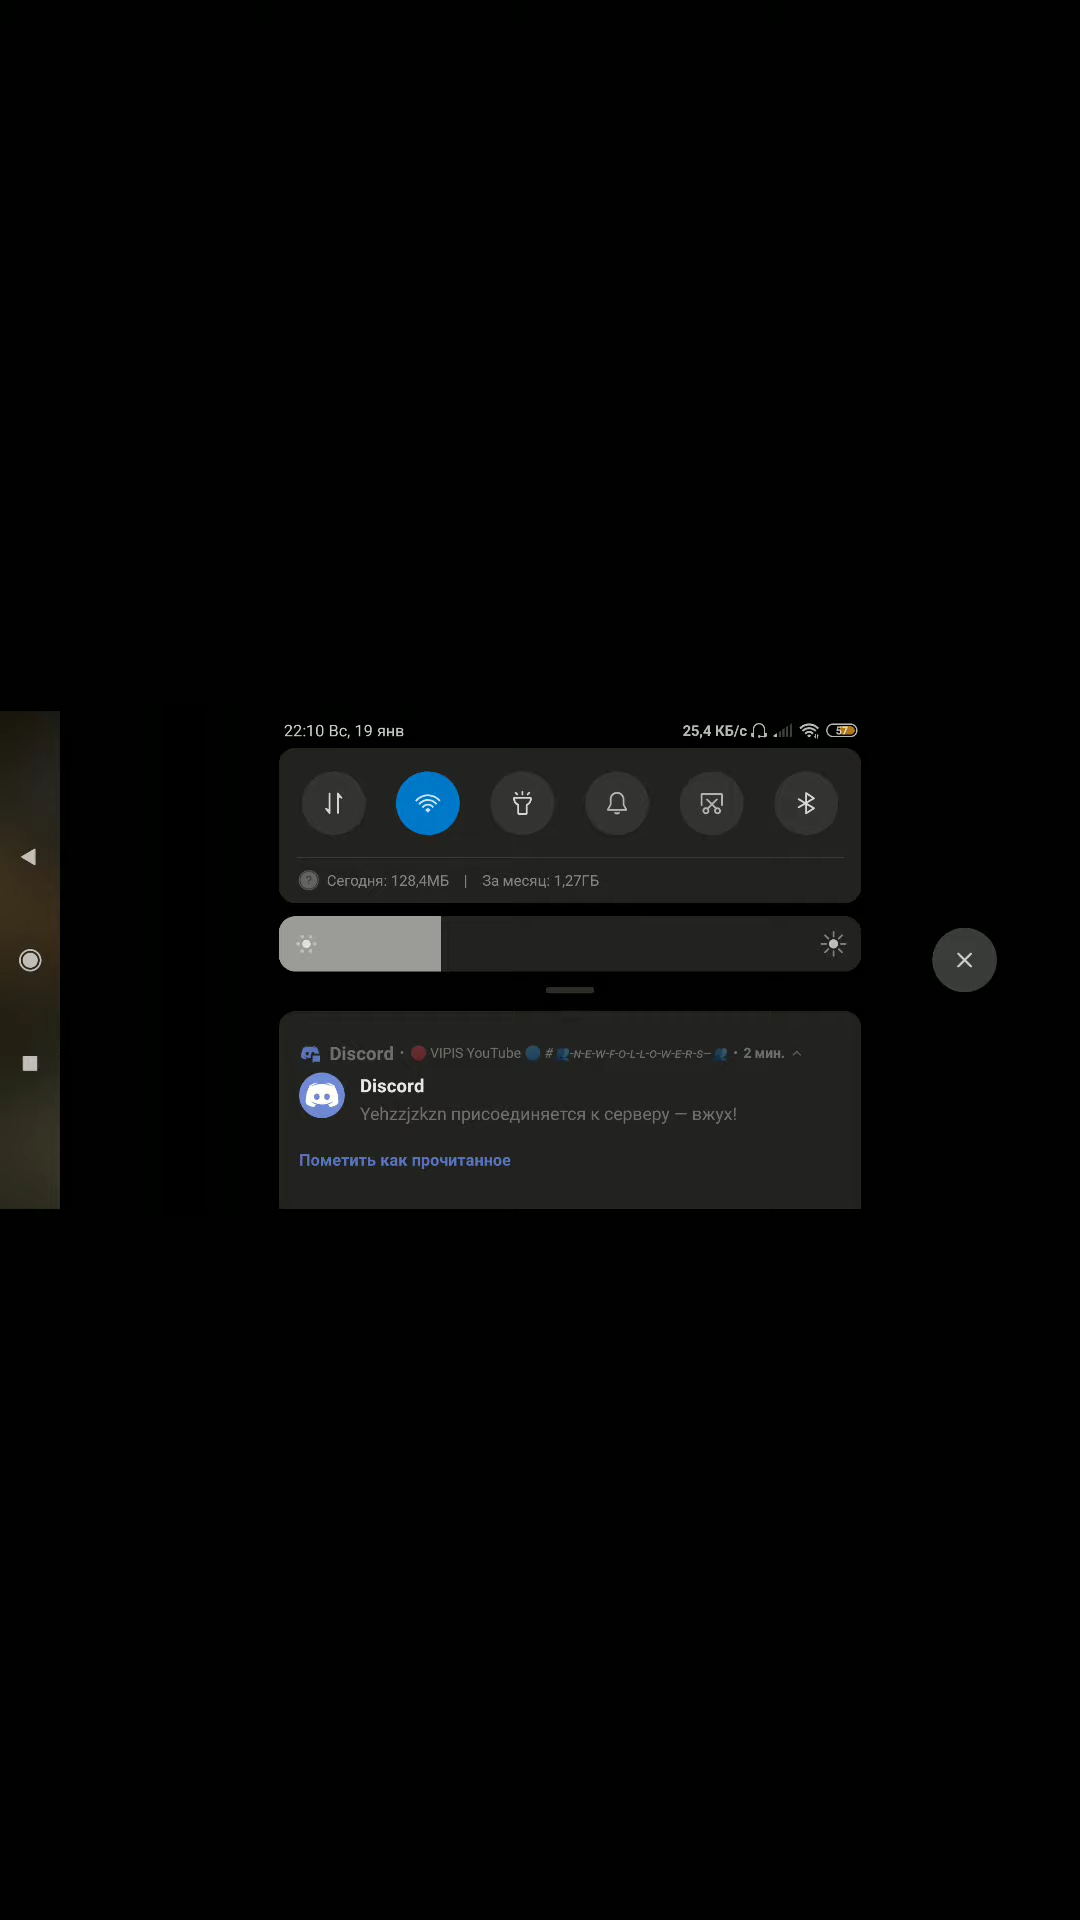 22:10 Вс, 19 янв
25,4 КБ/с
57
Сегодня: 128,4МБ | За месяц: 1,27ГБ
Discord · 🔴 VIPIS YouTube 🔵 # 👥-N-E-W-F-O-L-L-O-W-E-R-S– 👥 · 2 мин.
Discord
Yehzzjzkzn присоединяется к серверу — вжух!
Пометить как прочитанное